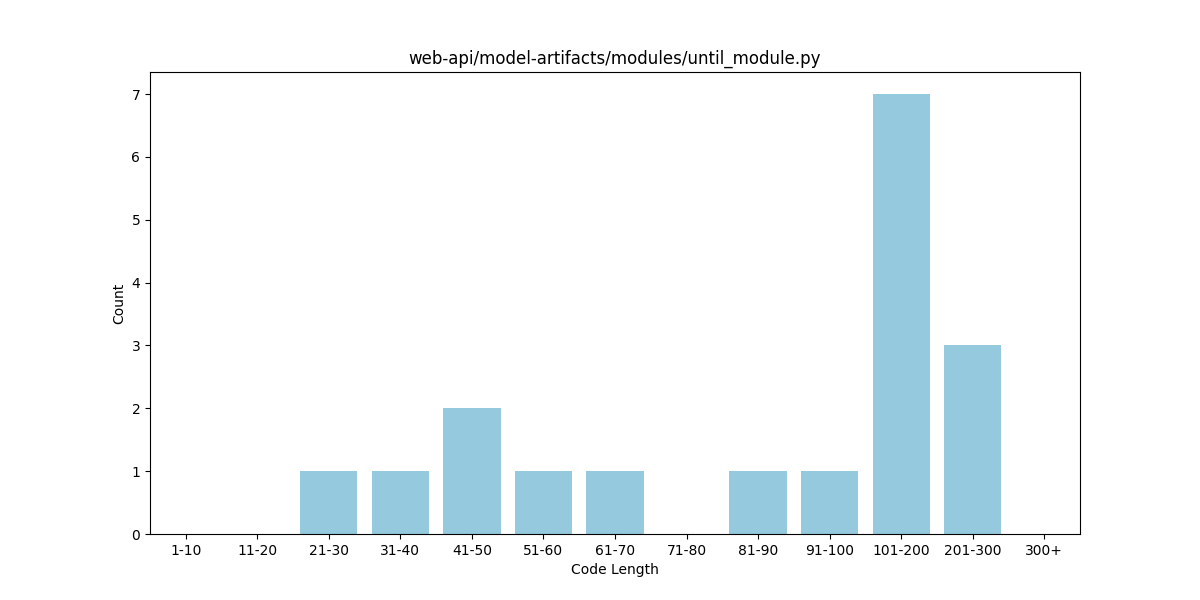 web-api/model-artifacts/modules/until_module.py
7
6
5
4
3
2
1
0
Count
1-10 11-20 21-30 31-40 41-50 51-60 61-70 71-80 81-90 91-100 101-200 201-300 300+
Code Length